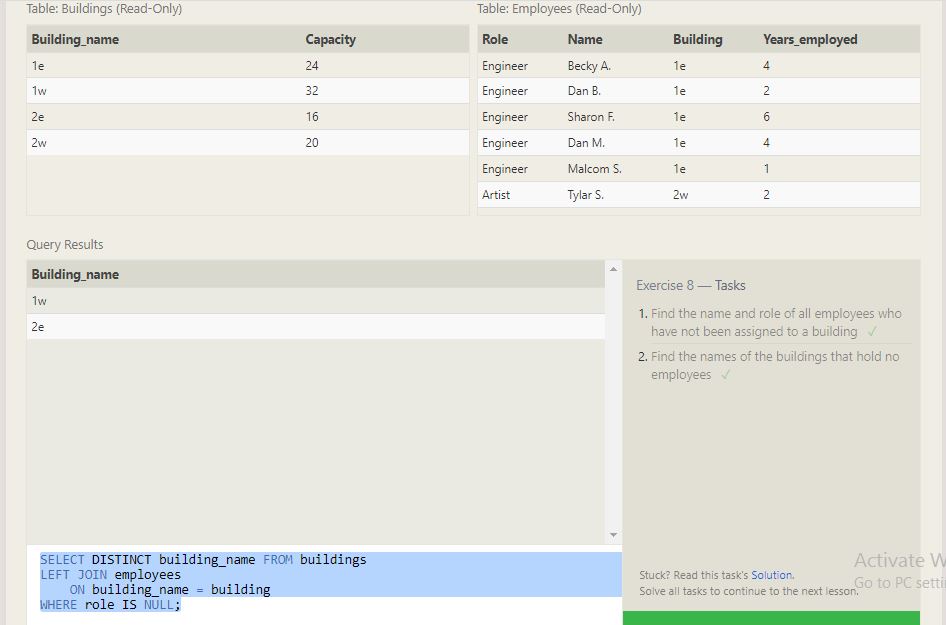 Table: Buildings (Read-Only)
Building_name Capacity
1e 24
1w 32
2e 16
2w 20
Table: Employees (Read-Only)
Role Name Building Years_employed
Engineer Becky A. 1e 4
Engineer Dan B. 1e 2
Engineer Sharon F. 1e 6
Engineer Dan M. 1e 4
Engineer Malcom S. 1e 1
Artist Tylar S. 2w 2
Query Results
Building_name
1w
2e
Exercise 8 — Tasks
1. Find the name and role of all employees who
have not been assigned to a building ✓
2. Find the names of the buildings that hold no
employees ✓
SELECT DISTINCT building_name FROM buildings
LEFT JOIN employees
ON building_name = building
WHERE role IS NULL;
Stuck? Read this task's Solution.
Solve all tasks to continue to the next lesson.
Activate W
Go to PC setti